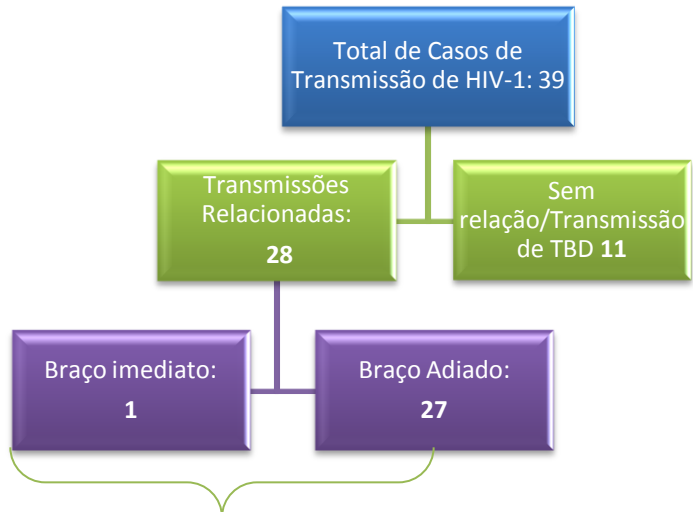 Total de Casos de
Transmissão de HIV-1: 39
Transmissões
Relacionadas:
28
Sem
relação/Transmissão
de TBD 11
Braço imediato:
1
Braço Adiado:
27